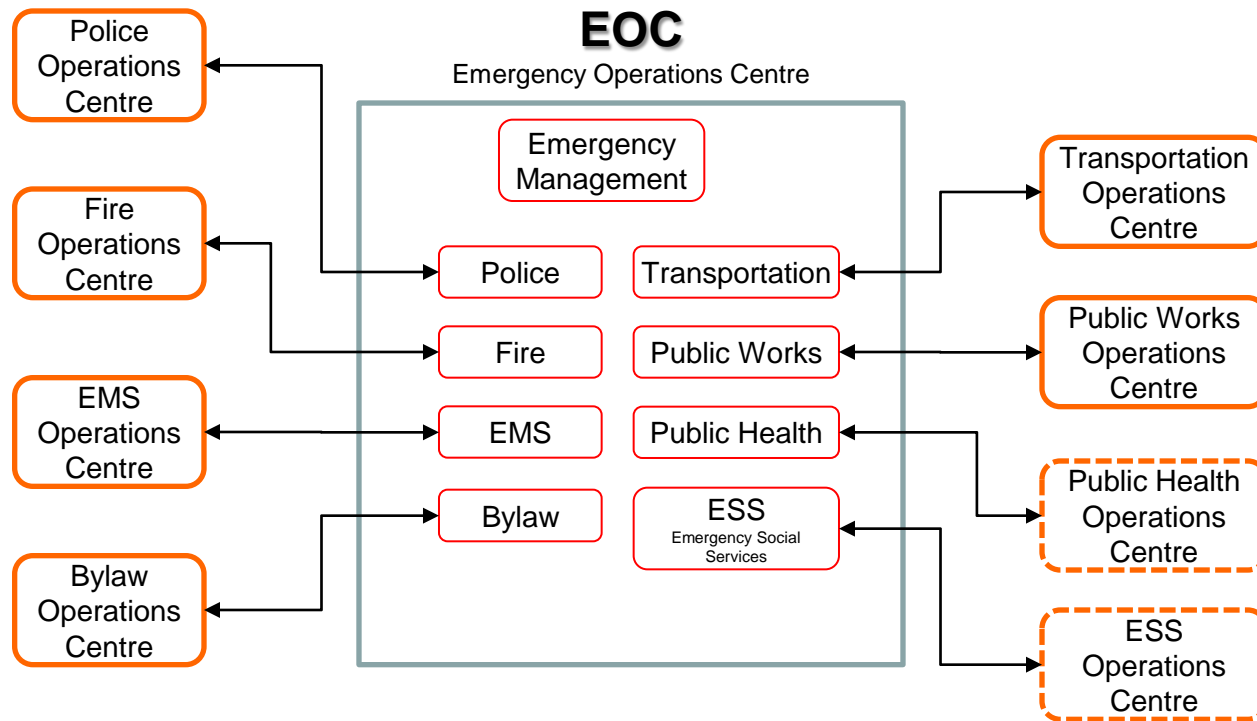 EOC
Emergency Operations Centre
Police
Operations
Centre
Fire
Operations
Centre
EMS
Operations
Centre
Bylaw
Operations
Centre
Emergency
Management
Police
Fire
EMS
Bylaw
Transportation
Public Works
Public Health
ESS
Emergency Social
Services
Transportation
Operations
Centre
Public Works
Operations
Centre
Public Health
Operations
Centre
ESS
Operations
Centre